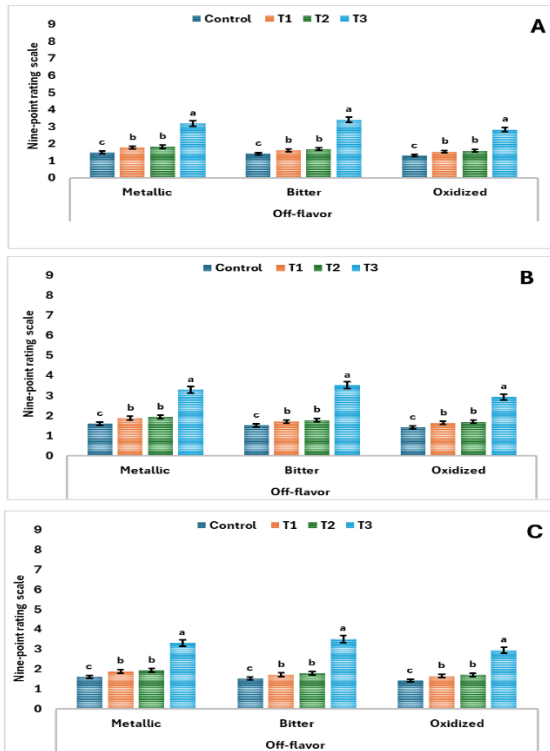 Control T1 T2 T3
A
Nine-point rating scale
9
8
7
6
5
4
3
2
1
0
c b b a
c b b a
c b b a
Metallic Bitter Oxidized
Off-flavor
Control T1 T2 T3
B
Nine-point rating scale
9
8
7
6
5
4
3
2
1
0
c b b a
c b b a
c b b a
Metallic Bitter Oxidized
Off-flavor
Control T1 T2 T3
C
Nine-point rating scale
9
8
7
6
5
4
3
2
1
0
c b b a
c b b a
c b b a
Metallic Bitter Oxidized
Off-flavor